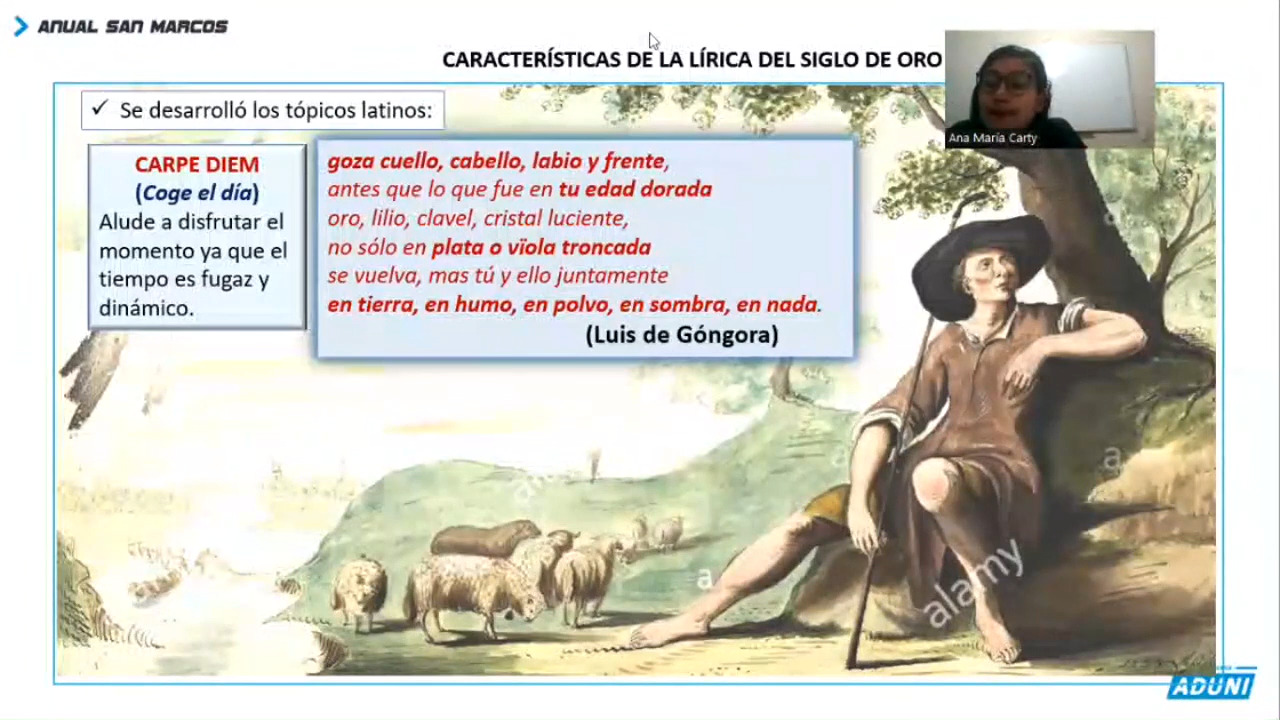 ANUAL SAN MARCOS
CARACTERÍSTICAS DE LA LÍRICA DEL SIGLO DE ORO
Ana María Carty
✓ Se desarrolló los tópicos latinos:
CARPE DIEM
(Coge el día)
Alude a disfrutar el
momento ya que el
tiempo es fugaz y
dinámico.
goza cuello, cabello, labio y frente,
antes que lo que fue en tu edad dorada
oro, lilio, clavel, cristal luciente,
no sólo en plata o vïola troncada
se vuelva, mas tú y ello juntamente
en tierra, en humo, en polvo, en sombra, en nada.
(Luis de Góngora)
a
a
alamy
ADUNI